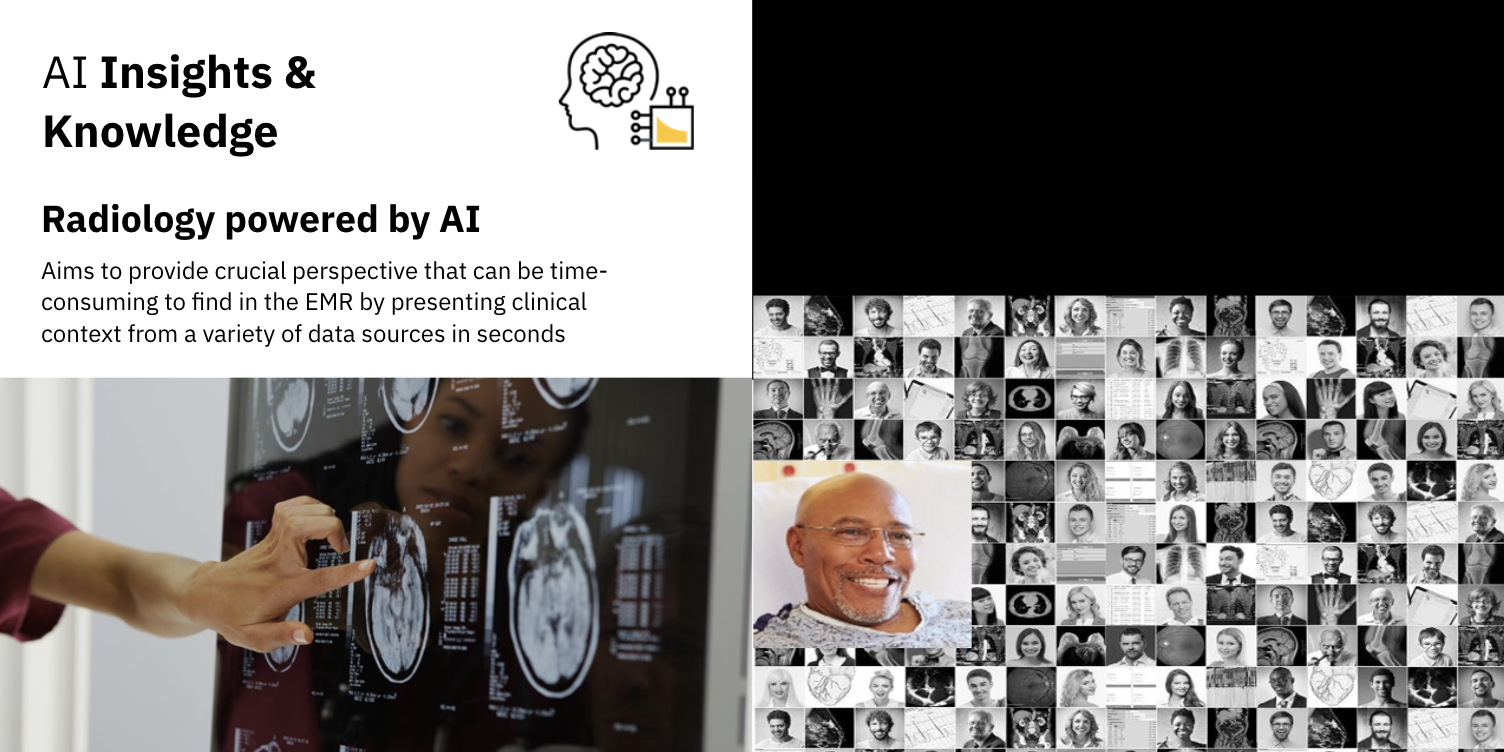 AI Insights &
Knowledge
Radiology powered by AI
Aims to provide crucial perspective that can be time-
consuming to find in the EMR by presenting clinical
context from a variety of data sources in seconds